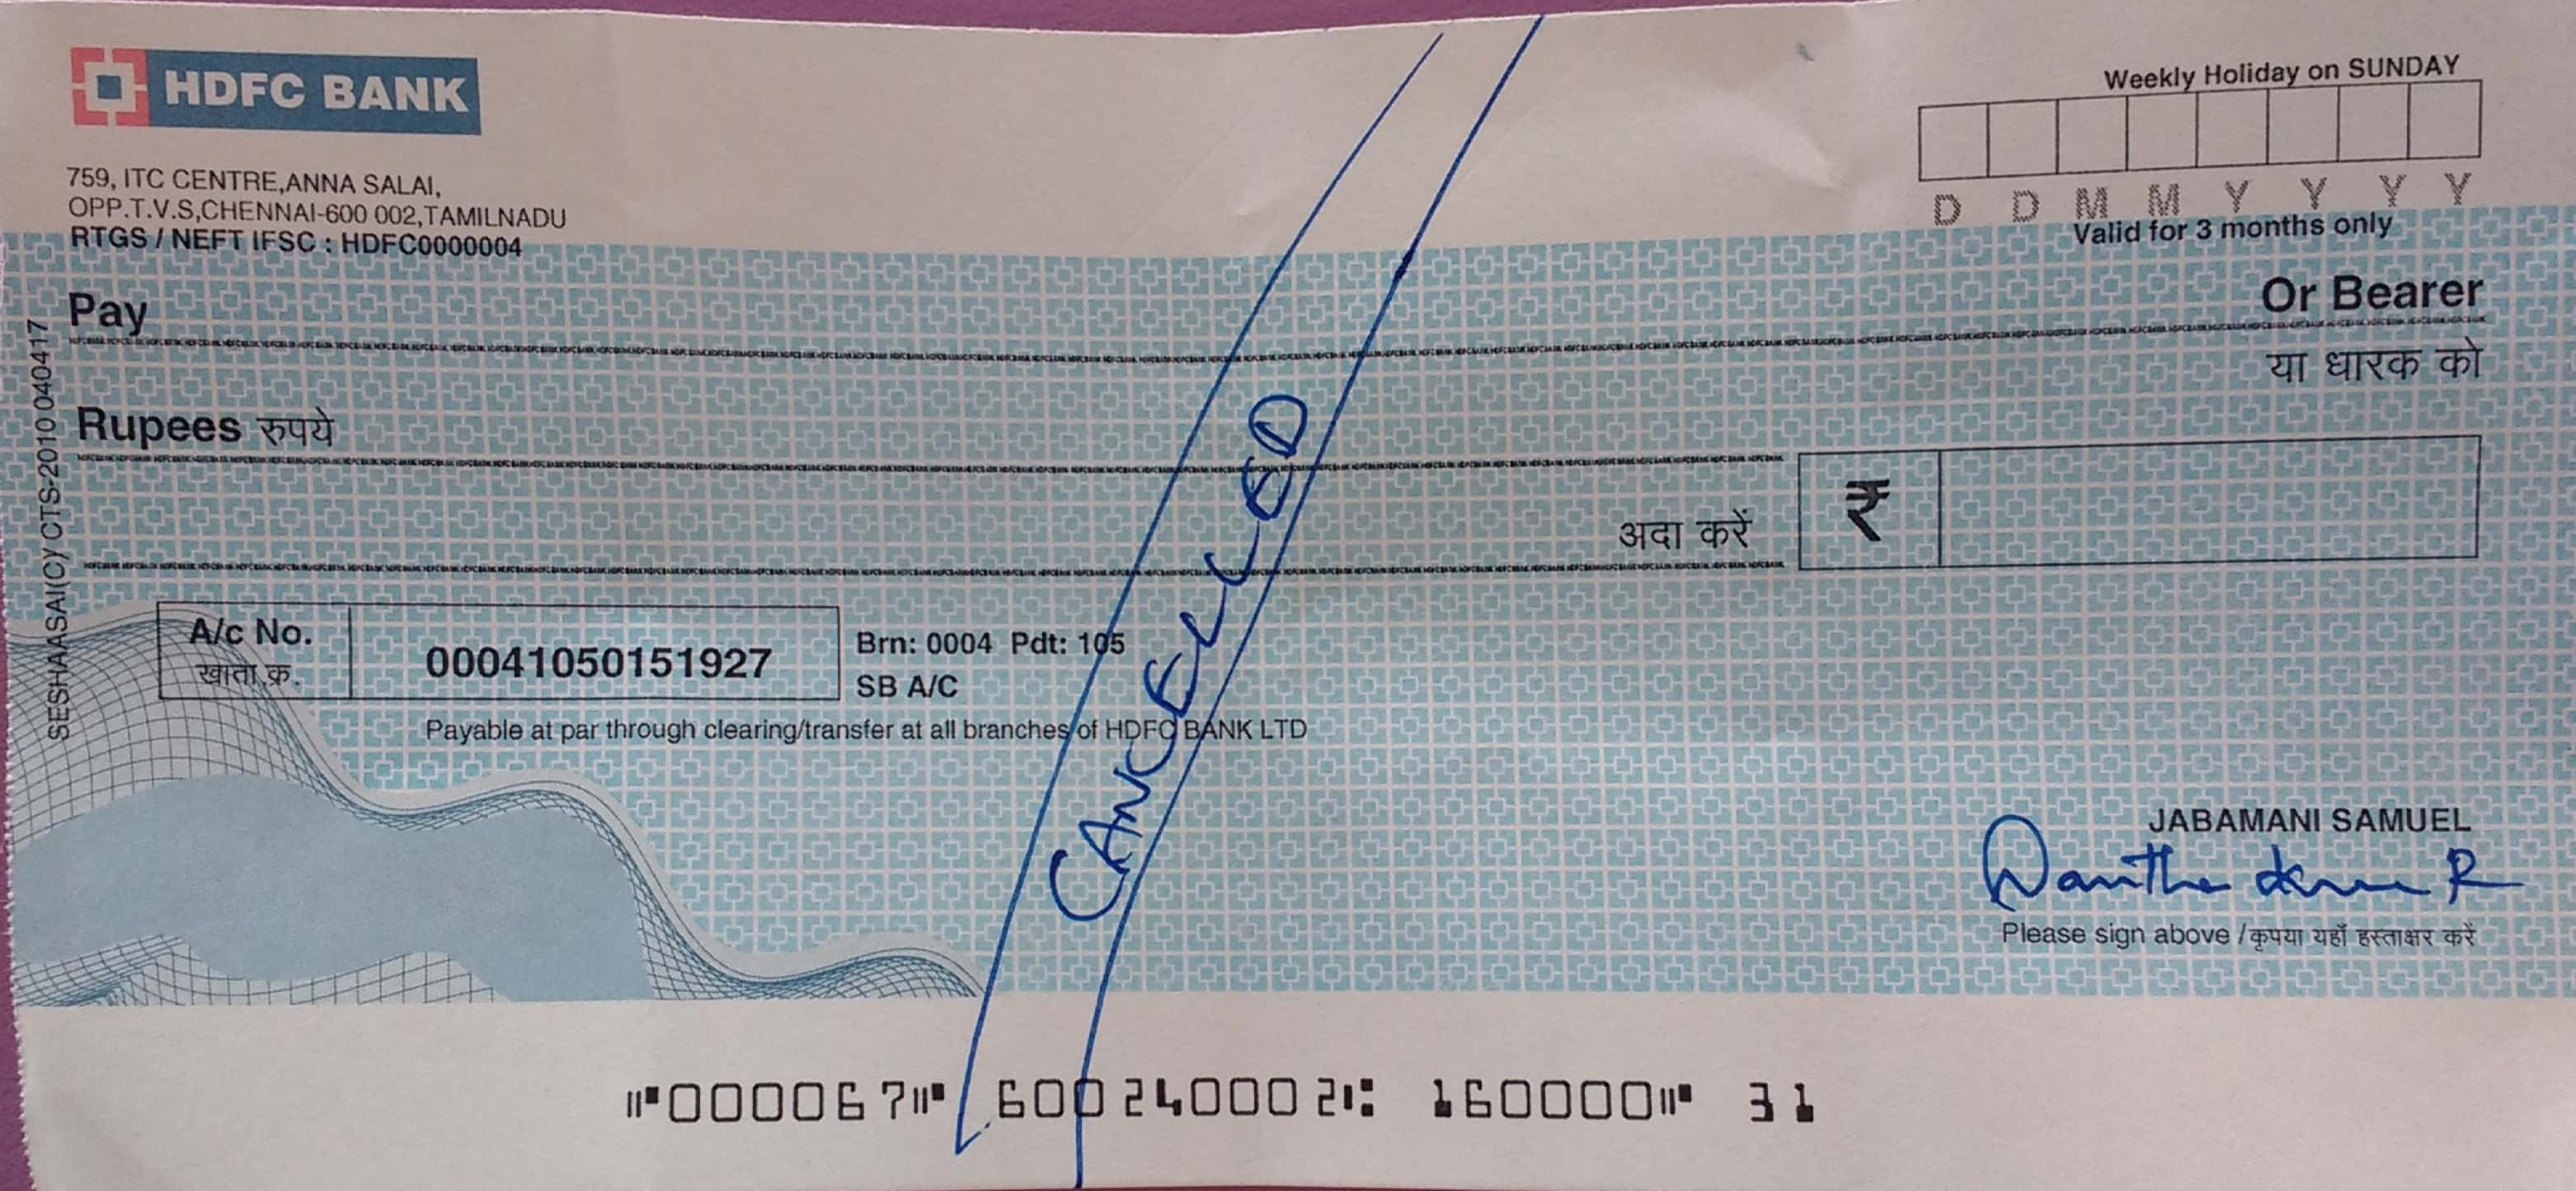 HDFC BANK
759, ITC CENTRE,ANNA SALAI,
OPP.T.V.S,CHENNAI-600 002,TAMILNADU
RTGS / NEFT IFSC : HDFC0000004
Weekly Holiday on SUNDAY
D D M M Y Y Y Y
Valid for 3 months only
Pay
Or Bearer
या धारक को
Rupees रुपये
अदा करें
₹
A/c No.
खाता क्र.
00041050151927
Brn: 0004 Pdt: 105
SB A/C
Payable at par through clearing/transfer at all branches of HDFC BANK LTD
CANCELLED
SESHAASAI(C)/ CTS-2010 040417
JABAMANI SAMUEL
Please sign above / कृपया यहाँ हस्ताक्षर करें
⑈000067⑈ 600240002⑆ 160000⑈ 31